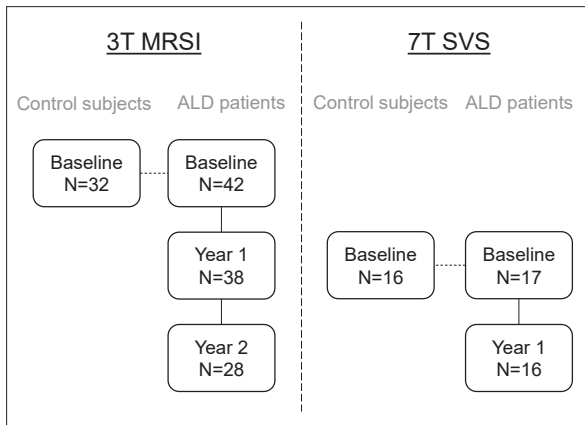 3T MRSI
Control subjects
ALD patients
Baseline
N=32
Baseline
N=42
Year 1
N=38
Year 2
N=28
7T SVS
Control subjects
ALD patients
Baseline
N=16
Baseline
N=17
Year 1
N=16